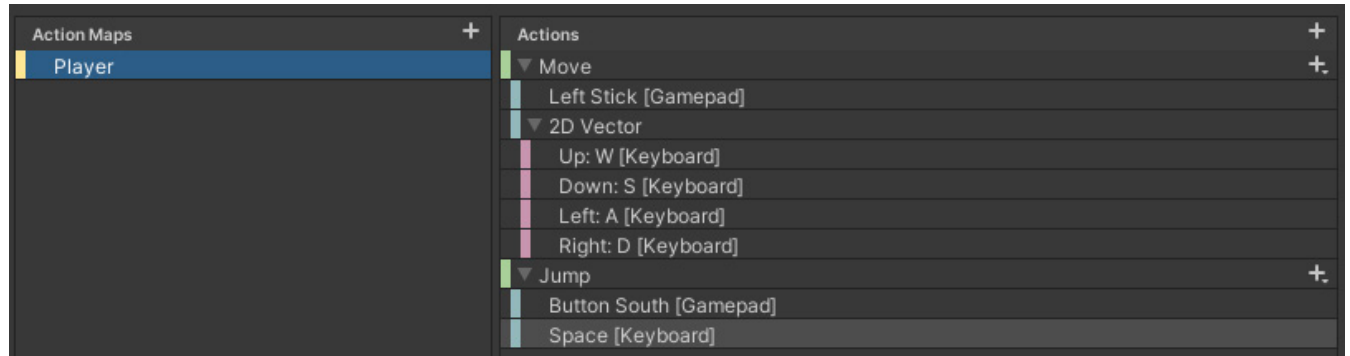 Action Maps
Player
Actions
Move
Left Stick [Gamepad]
2D Vector
Up: W [Keyboard]
Down: S [Keyboard]
Left: A [Keyboard]
Right: D [Keyboard]
Jump
Button South [Gamepad]
Space [Keyboard]